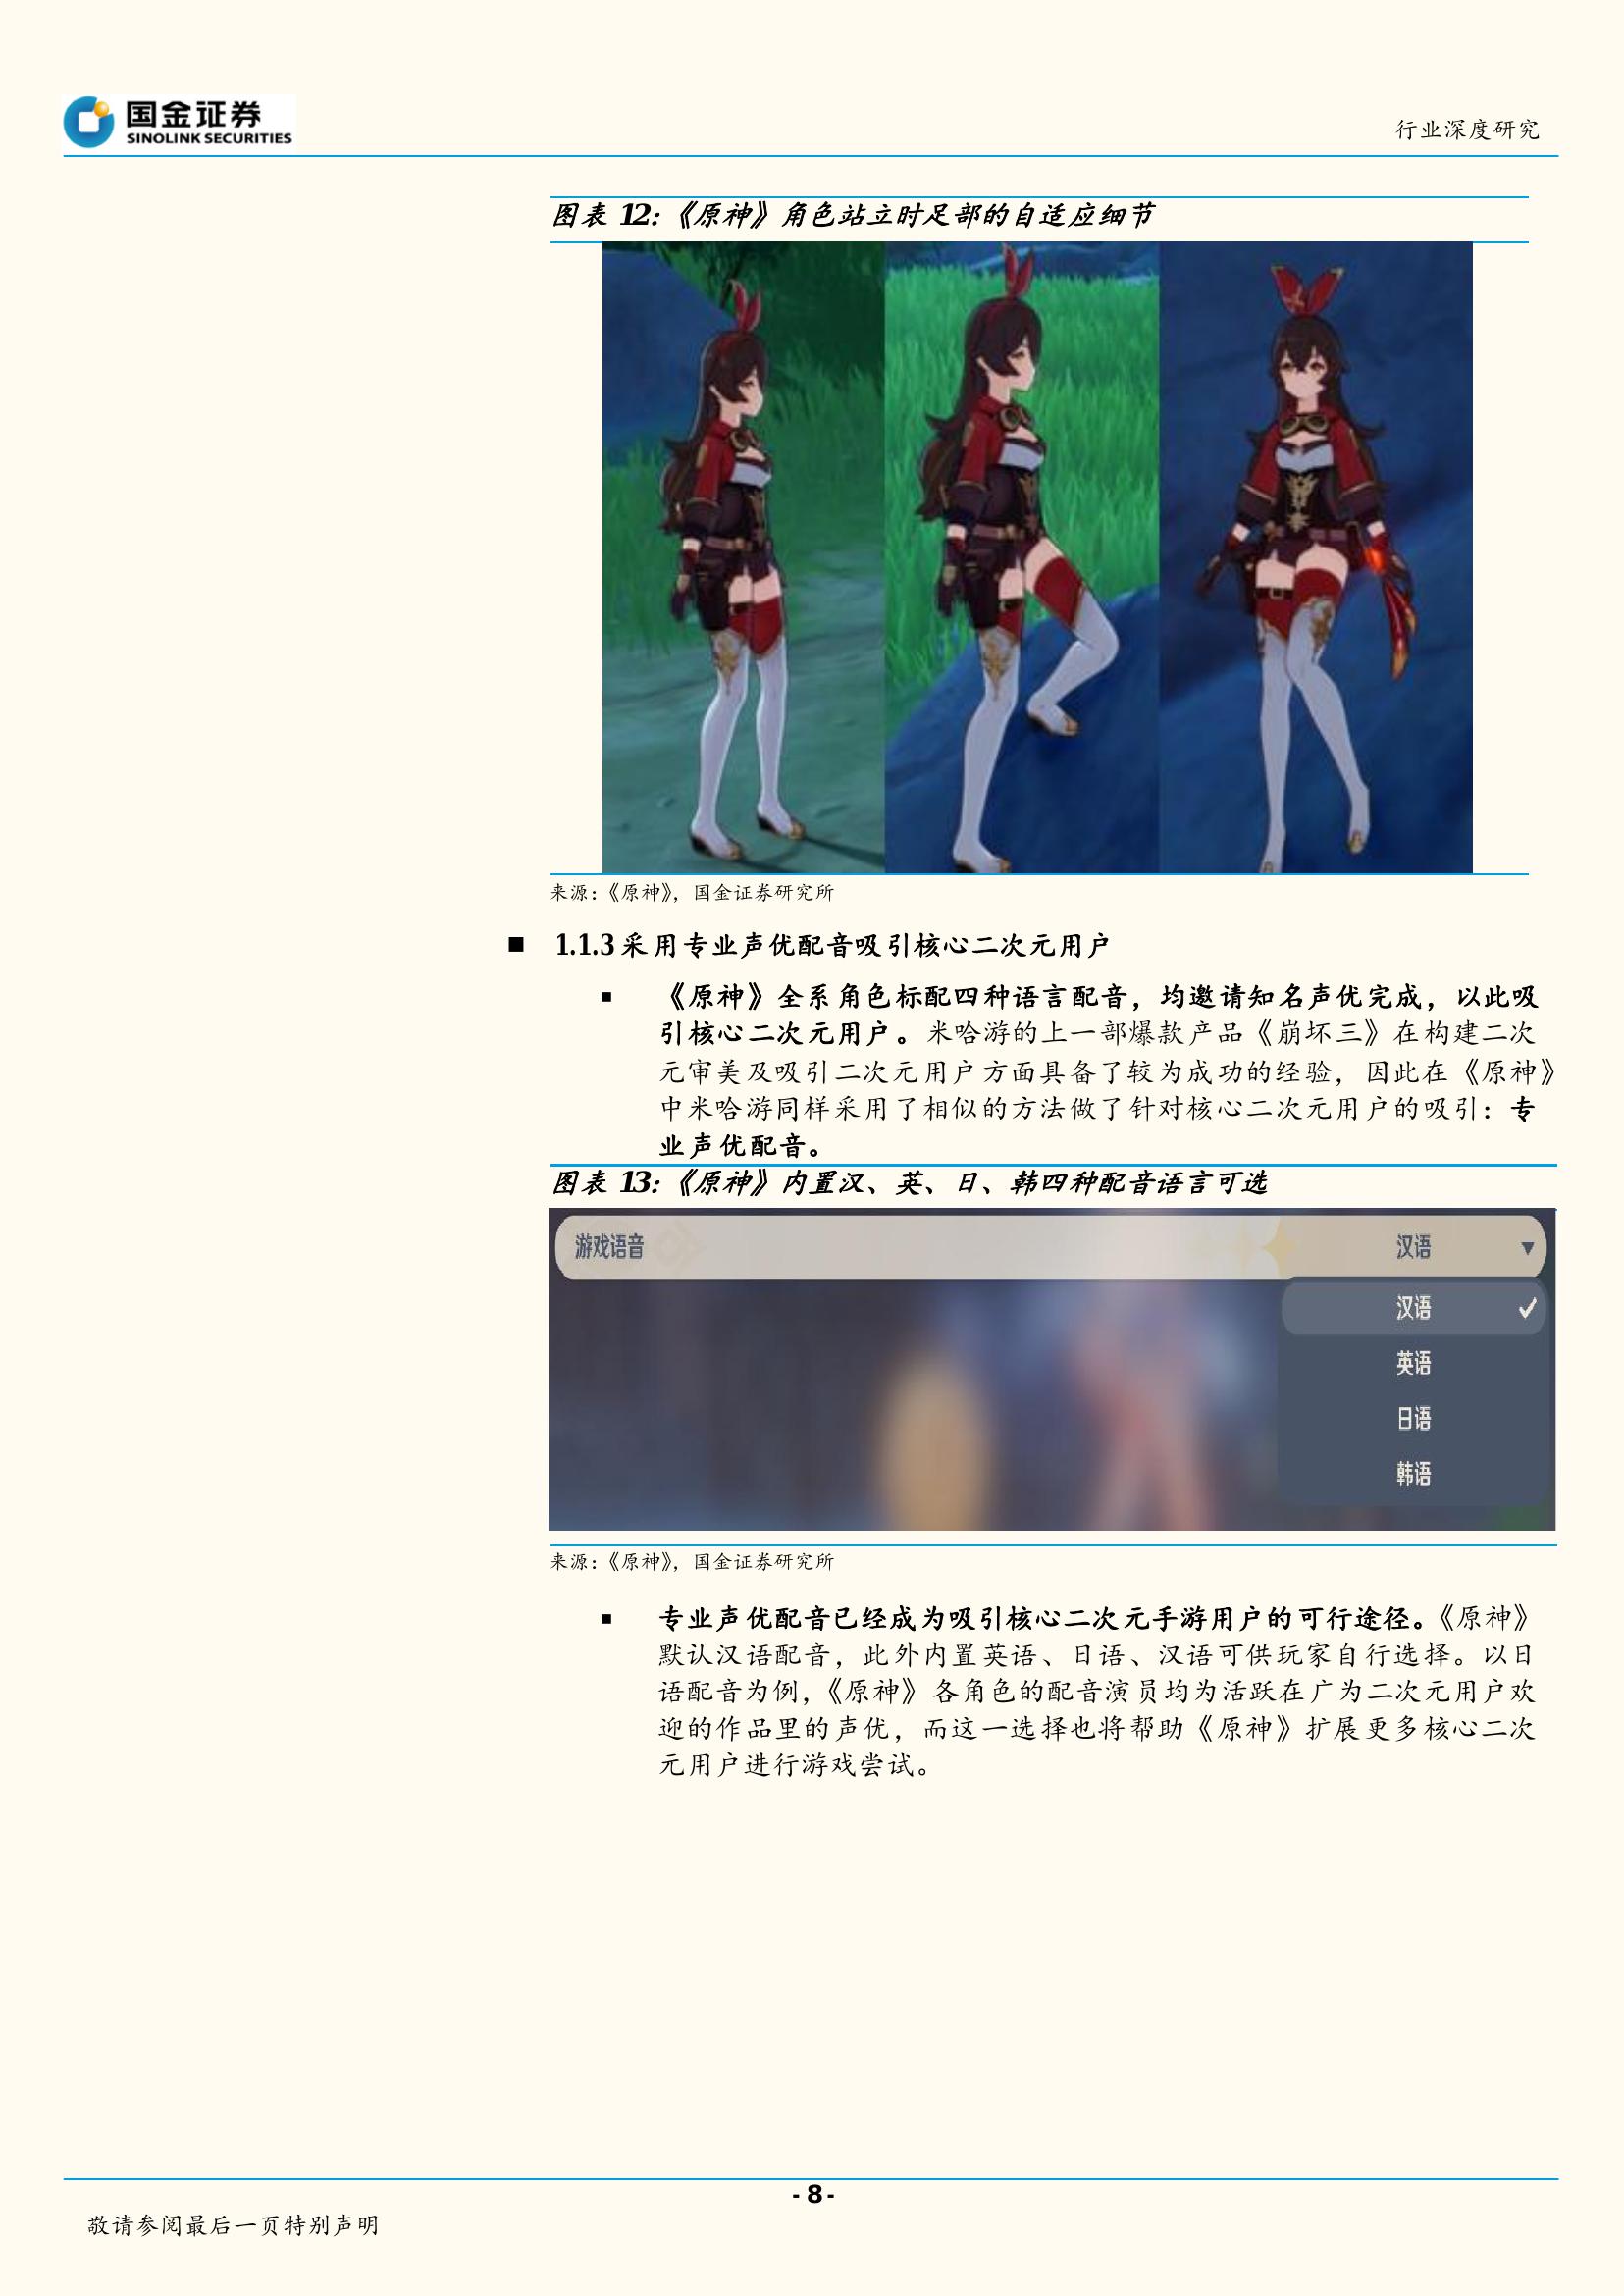 国金证券
SINOLINK SECURITIES
行业深度研究
图表 12:《原神》角色站立时足部的自适应细节
来源:《原神》,国金证券研究所
■ 1.1.3 采用专业声优配音吸引核心二次元用户
▪ 《原神》全系角色标配四种语言配音,均邀请知名声优完成,以此吸
引核心二次元用户。米哈游的上一部爆款产品《崩坏三》在构建二次
元审美及吸引二次元用户方面具备了较为成功的经验,因此在《原神》
中米哈游同样采用了相似的方法做了针对核心二次元用户的吸引:专
业声优配音。
图表 13:《原神》内置汉、英、日、韩四种配音语言可选
游戏语音 汉语 ▼
汉语 ✓
英语
日语
韩语
来源:《原神》,国金证券研究所
▪ 专业声优配音已经成为吸引核心二次元手游用户的可行途径。《原神》
默认汉语配音,此外内置英语、日语、汉语可供玩家自行选择。以日
语配音为例,《原神》各角色的配音演员均为活跃在广为二次元用户欢
迎的作品里的声优,而这一选择也将帮助《原神》扩展更多核心二次
元用户进行游戏尝试。
- 8 -
敬请参阅最后一页特别声明